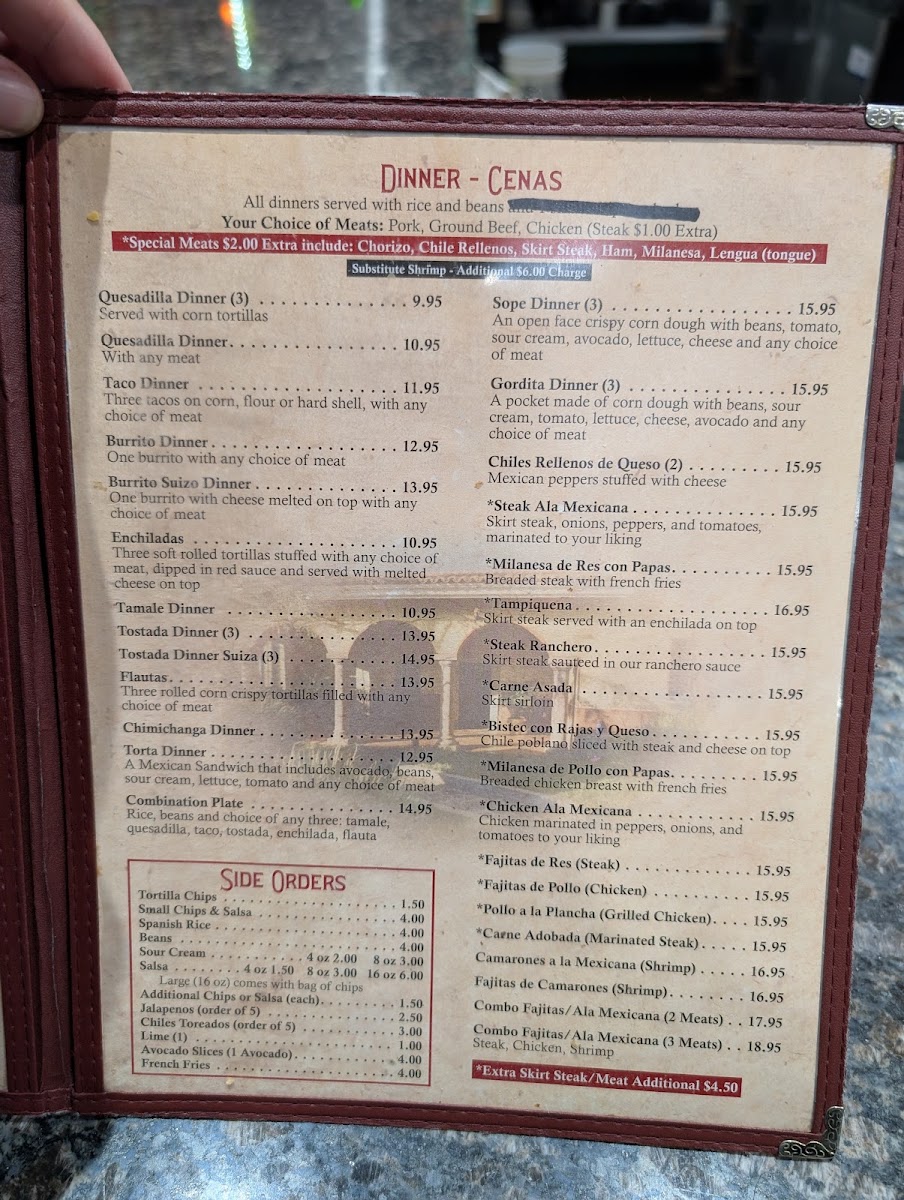 DINNER - CENAS
All dinners served with rice and beans
Your Choice of Meats: Pork, Ground Beef, Chicken (Steak $1.00 Extra)
*Special Meats $2.00 Extra include: Chorizo, Chile Rellenos, Skirt Steak, Ham, Milanesa, Lengua (tongue)
Substitute Shrimp - Additional $6.00 Charge
Quesadilla Dinner (3) . . . . . . . . . . . . . . 9.95
Served with corn tortillas
Quesadilla Dinner. . . . . . . . . . . . . . . . 10.95
With any meat
Taco Dinner . . . . . . . . . . . . . . . . . . . 11.95
Three tacos on corn, flour or hard shell, with any
choice of meat
Burrito Dinner. . . . . . . . . . . . . . . . . . 12.95
One burrito with any choice of meat
Burrito Suizo Dinner . . . . . . . . . . . . . . 13.95
One burrito with cheese melted on top with any
choice of meat
Enchiladas . . . . . . . . . . . . . . . . . . . . 10.95
Three soft rolled tortillas stuffed with any choice of
meat, dipped in red sauce and served with melted
cheese on top
Tamale Dinner . . . . . . . . . . . . . . . . . 10.95
Tostada Dinner (3) . . . . . . . . . . . . . . . 13.95
Tostada Dinner Suiza (3) . . . . . . . . . . . 14.95
Flautas. . . . . . . . . . . . . . . . . . . . . . 13.95
Three rolled corn crispy tortillas filled with any
choice of meat
Chimichanga Dinner . . . . . . . . . . . . . . 13.95
Torta Dinner . . . . . . . . . . . . . . . . . . 12.95
A Mexican Sandwich that includes avocado, beans,
sour cream, lettuce, tomato and any choice of meat
Combination Plate . . . . . . . . . . . . . . . 14.95
Rice, beans and choice of any three: tamale,
quesadilla, taco, tostada, enchilada, flauta
SIDE ORDERS
Tortilla Chips . . . . . . . . . . . . . . . . . . 1.50
Small Chips & Salsa . . . . . . . . . . . . . . 4.00
Spanish Rice . . . . . . . . . . . . . . . . . . 4.00
Beans . . . . . . . . . . . . . . . . . . . . . . 4.00
Sour Cream . . . . . . . . . . 4 oz 2.00 8 oz 3.00
Salsa . . . . . . . . 4 oz 1.50 8 oz 3.00 16 oz 6.00
Large (16 oz) comes with bag of chips
Additional Chips or Salsa (each). . . . . . . . 1.50
Jalapenos (order of 5) . . . . . . . . . . . . . 2.50
Chiles Toreados (order of 5) . . . . . . . . . 3.00
Lime (1) . . . . . . . . . . . . . . . . . . . . 1.00
Avocado Slices (1 Avocado). . . . . . . . . . . 4.00
French Fries . . . . . . . . . . . . . . . . . . 4.00
Sope Dinner (3) . . . . . . . . . . . . . . . . . 15.95
An open face crispy corn dough with beans, tomato,
sour cream, avocado, lettuce, cheese and any choice
of meat
Gordita Dinner (3) . . . . . . . . . . . . . . . 15.95
A pocket made of corn dough with beans, sour
cream, tomato, lettuce, cheese, avocado and any
choice of meat
Chiles Rellenos de Queso (2) . . . . . . . . . 15.95
Mexican peppers stuffed with cheese
*Steak Ala Mexicana . . . . . . . . . . . . . . 15.95
Skirt steak, onions, peppers, and tomatoes,
marinated to your liking
*Milanesa de Res con Papas. . . . . . . . . . 15.95
Breaded steak with french fries
*Tampiquena . . . . . . . . . . . . . . . . . . 16.95
Skirt steak served with an enchilada on top
*Steak Ranchero. . . . . . . . . . . . . . . . . 15.95
Skirt steak sauteed in our ranchero sauce
*Carne Asada . . . . . . . . . . . . . . . . . . 15.95
Skirt sirloin
*Bistec con Rajas y Queso . . . . . . . . . . . 15.95
Chile poblano sliced with steak and cheese on top
*Milanesa de Pollo con Papas. . . . . . . . . 15.95
Breaded chicken breast with french fries
*Chicken Ala Mexicana . . . . . . . . . . . . 15.95
Chicken marinated in peppers, onions, and
tomatoes to your liking
*Fajitas de Res (Steak) . . . . . . . . . . . . . 15.95
*Fajitas de Pollo (Chicken) . . . . . . . . . . 15.95
*Pollo a la Plancha (Grilled Chicken). . . . 15.95
*Carne Adobada (Marinated Steak) . . . . . 15.95
Camarones a la Mexicana (Shrimp) . . . . . 16.95
Fajitas de Camarones (Shrimp). . . . . . . . 16.95
Combo Fajitas/Ala Mexicana (2 Meats) . . 17.95
Combo Fajitas/Ala Mexicana (3 Meats) . . 18.95
Steak, Chicken, Shrimp
*Extra Skirt Steak/Meat Additional $4.50